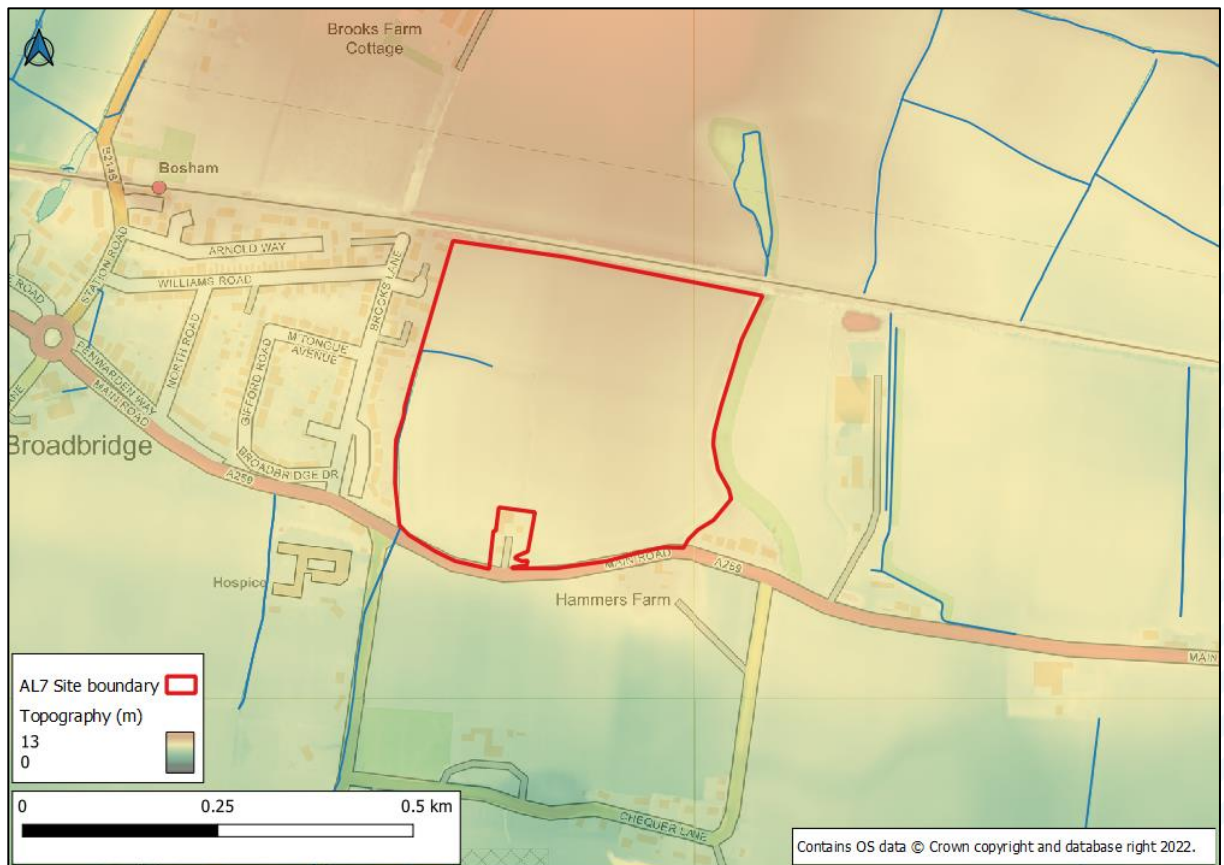 Brooks Farm
Cottage
N
B2146
Bosham
ARNOLD WAY
STATION ROAD
WILLIAMS ROAD
BROOKS LANE
NORTH ROAD
GIFFORD ROAD
AVENUE
PENWARDEN WAY
MAIN ROAD
Broadbridge
BROADBRIDGE DR
A259
Hospice
MAIN ROAD
A259
Hammers Farm
MAIN
CHEQUER LANE
AL7 Site boundary
Topography (m)
13
0
0 0.25 0.5 km
Contains OS data © Crown copyright and database right 2022.